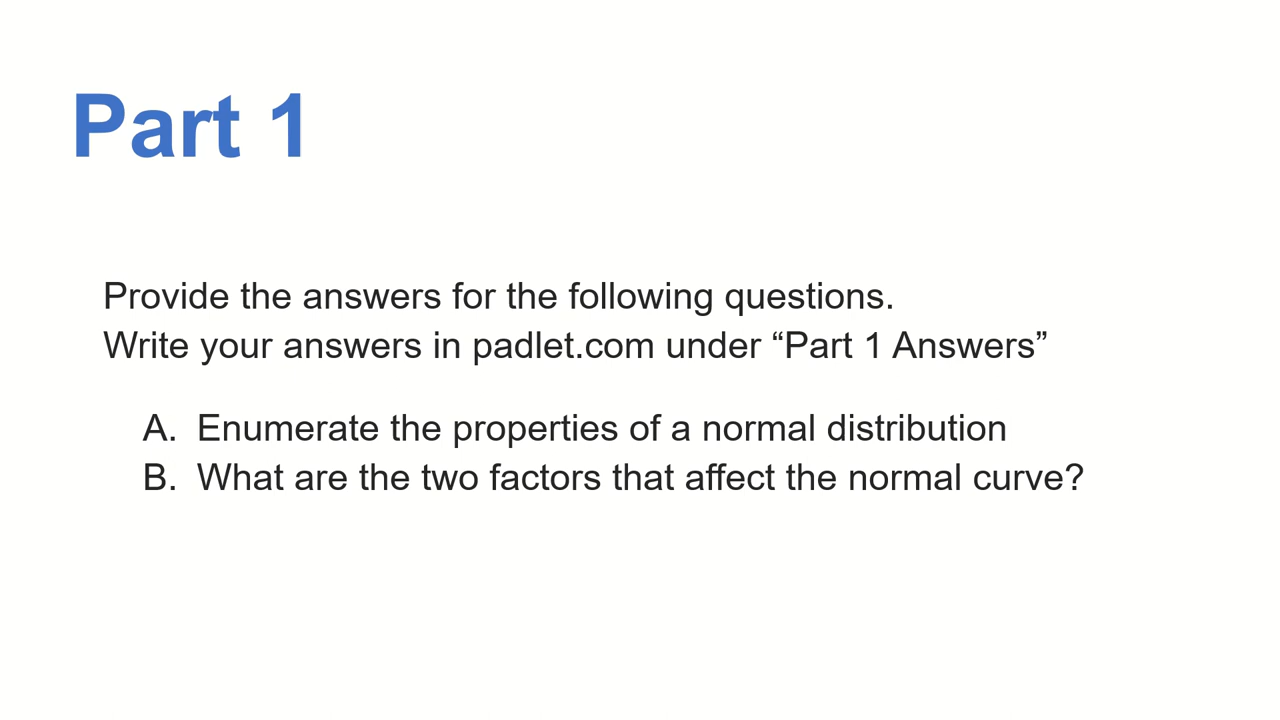 Part 1
Provide the answers for the following questions.
Write your answers in padlet.com under “Part 1 Answers”
A. Enumerate the properties of a normal distribution
B. What are the two factors that affect the normal curve?